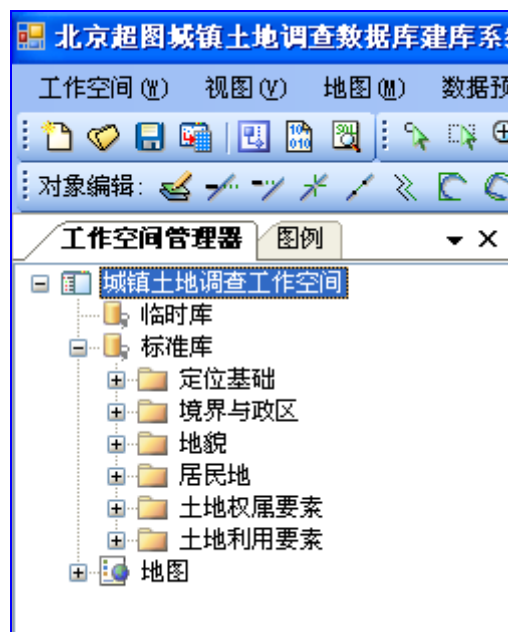 北京超图城镇土地调查数据库建库系
工作空间(W) 视图(V) 地图(M) 数据预
对象编辑:
工作空间管理器 图例
城镇土地调查工作空间
临时库
标准库
定位基础
境界与政区
地貌
居民地
土地权属要素
土地利用要素
地图